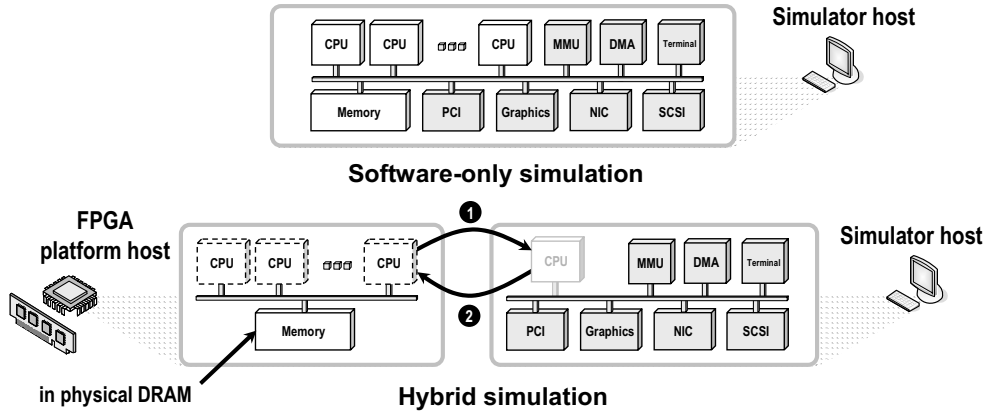 Simulator host
CPU CPU CPU MMU DMA Terminal
Memory PCI Graphics NIC SCSI
Software-only simulation
FPGA
platform host
1
Simulator host
CPU CPU CPU CPU MMU DMA Terminal
2
Memory PCI Graphics NIC SCSI
in physical DRAM
Hybrid simulation